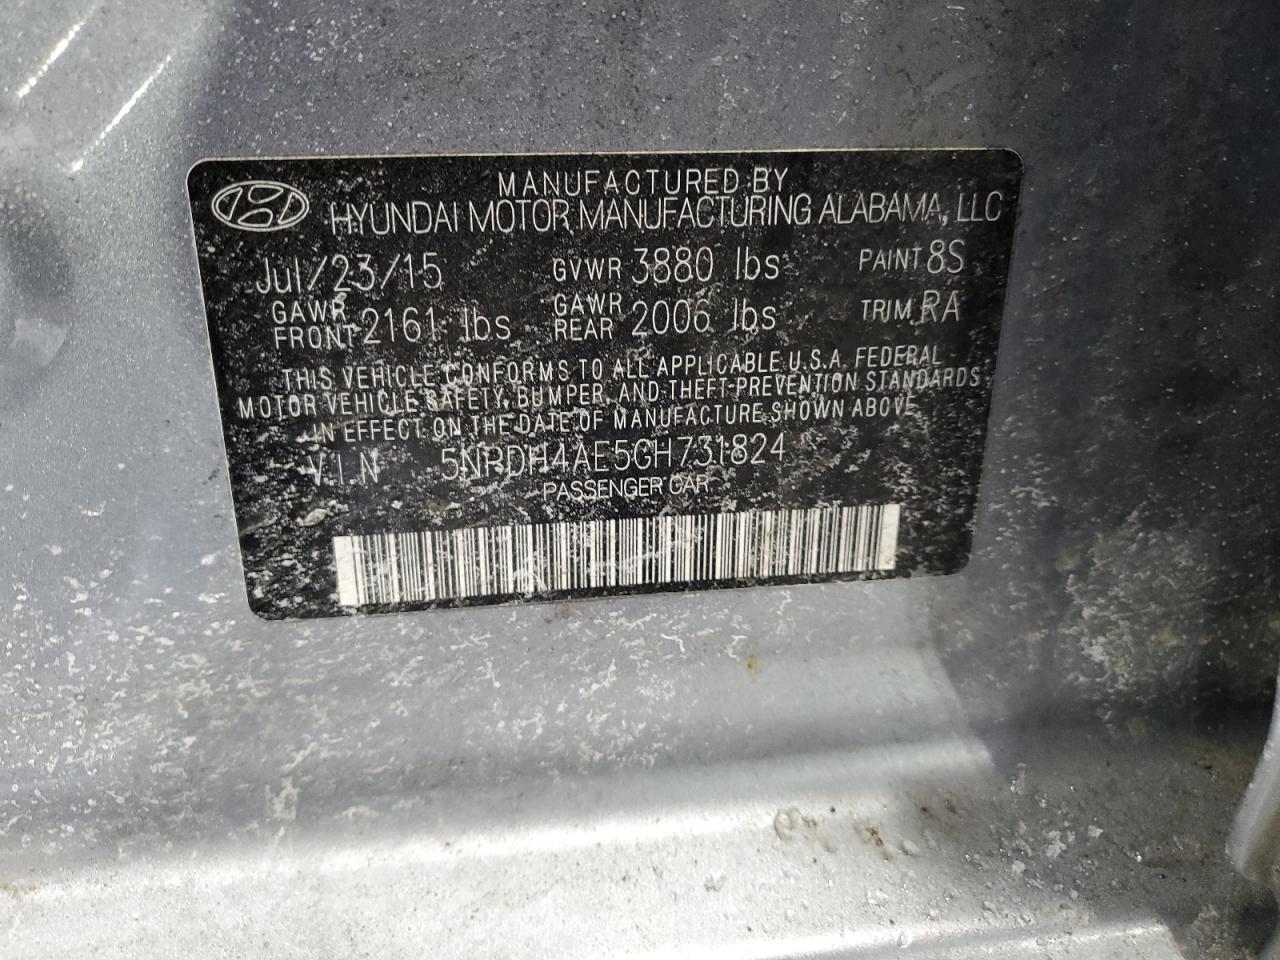 MANUFACTURED BY
HYUNDAI MOTOR MANUFACTURING ALABAMA, LLC
Jul/23/15 GVWR 3880 lbs PAINT 8S
GAWR FRONT 2161 lbs GAWR REAR 2006 lbs TRIM RA
THIS VEHICLE CONFORMS TO ALL APPLICABLE U.S.A. FEDERAL
MOTOR VEHICLE SAFETY, BUMPER, AND THEFT-PREVENTION STANDARDS
IN EFFECT ON THE DATE OF MANUFACTURE SHOWN ABOVE
V.I.N 5NPDH4AE5GH731824
PASSENGER CAR